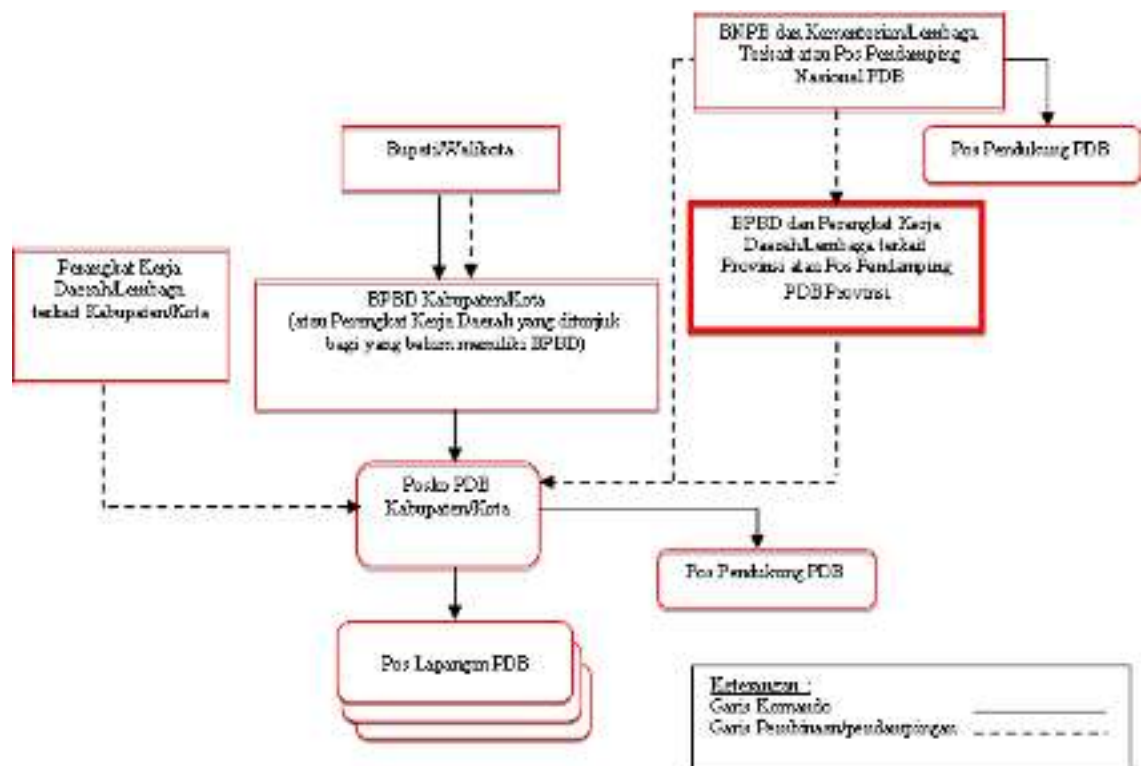 BNPB dan Kementerian/Lembaga
Terkait atau Pos Pendamping
Nasional PDB
Pos Pendukung PDB
Bupati/Walikota
BPBD dan Perangkat Kerja
Daerah/Lembaga terkait
Provinsi atau Pos Pendamping
PDB Provinsi
Perangkat Kerja
Daerah/Lembaga
terkait Kabupaten/Kota
BPBD Kabupaten/Kota
(atau Perangkat Kerja Daerah yang ditunjuk
bagi yang belum memiliki BPBD)
Posko PDB
Kabupaten/Kota
Pos Pendukung PDB
Pos Lapangan PDB
Keterangan :
Garis Komando
Garis Pembinaan/pendampingan